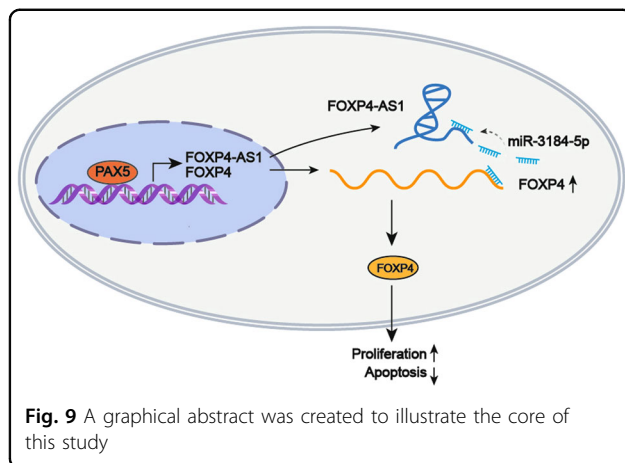 FOXP4-AS1
miR-3184-5p
PAX5
FOXP4-AS1
FOXP4
FOXP4 ↑
FOXP4
Proliferation ↑
Apoptosis ↓
Fig. 9 A graphical abstract was created to illustrate the core of
this study